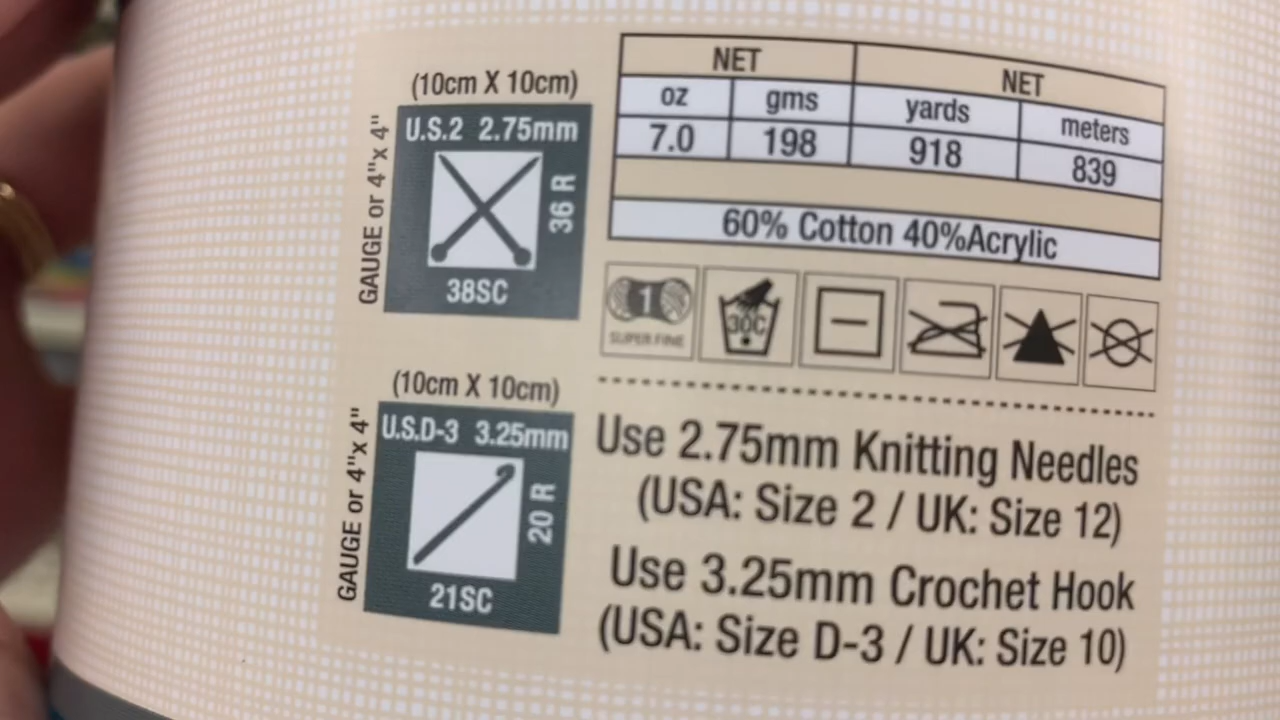 (10cm X 10cm)
GAUGE or 4"x 4"
U.S.2 2.75mm
36 R
38SC
(10cm X 10cm)
GAUGE or 4"x 4"
U.S.D-3 3.25mm
20 R
21SC
NET NET
oz gms yards meters
7.0 198 918 839
60% Cotton 40%Acrylic
1
SUPER FINE
30C
Use 2.75mm Knitting Needles
(USA: Size 2 / UK: Size 12)
Use 3.25mm Crochet Hook
(USA: Size D-3 / UK: Size 10)